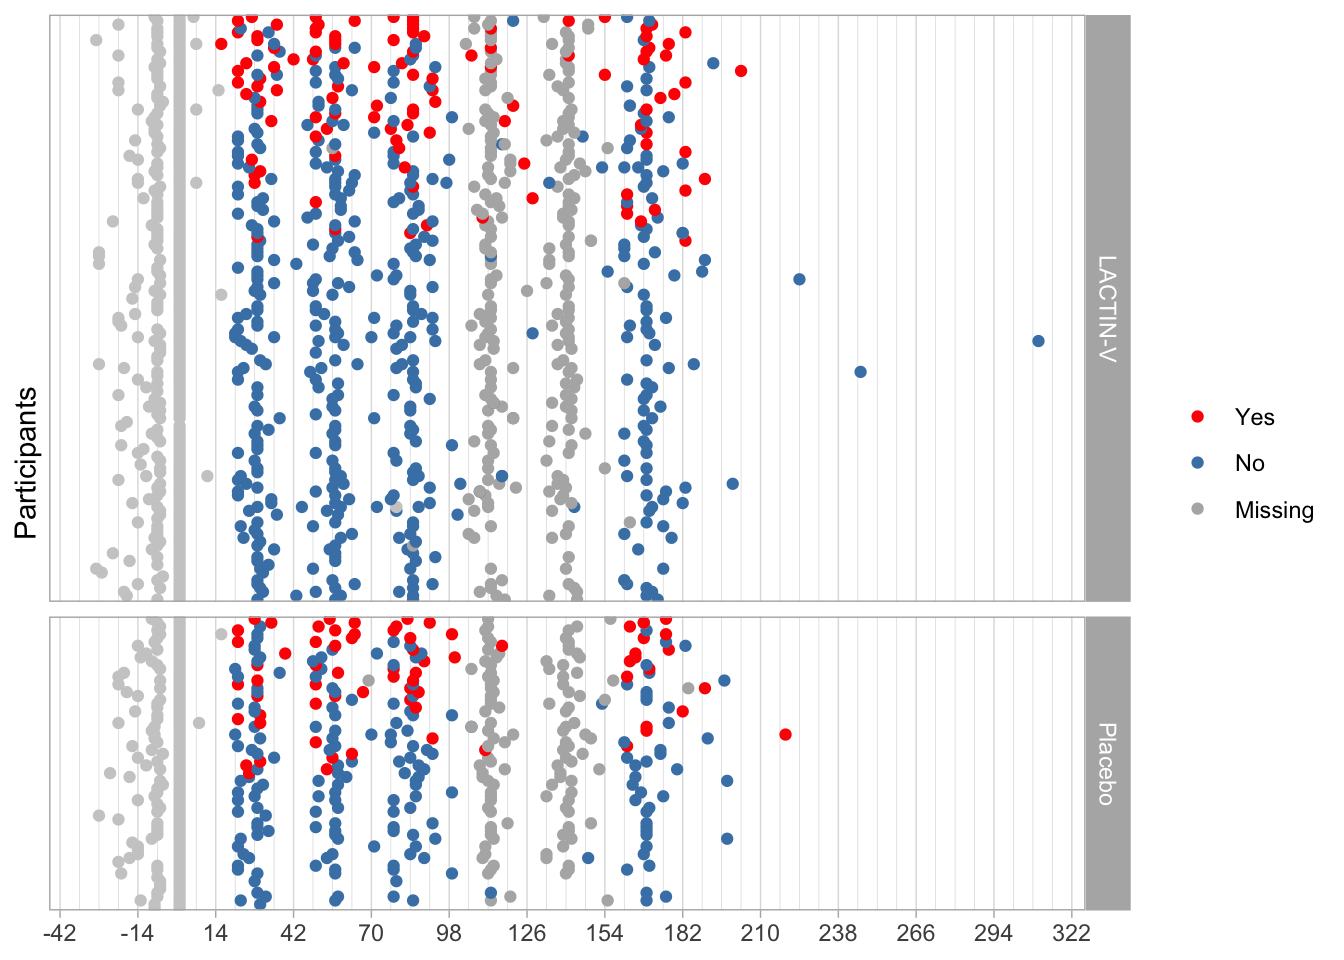 LACTIN-V
Participants
Yes
No
Missing
Placebo
-42 -14 14 42 70 98 126 154 182 210 238 266 294 322